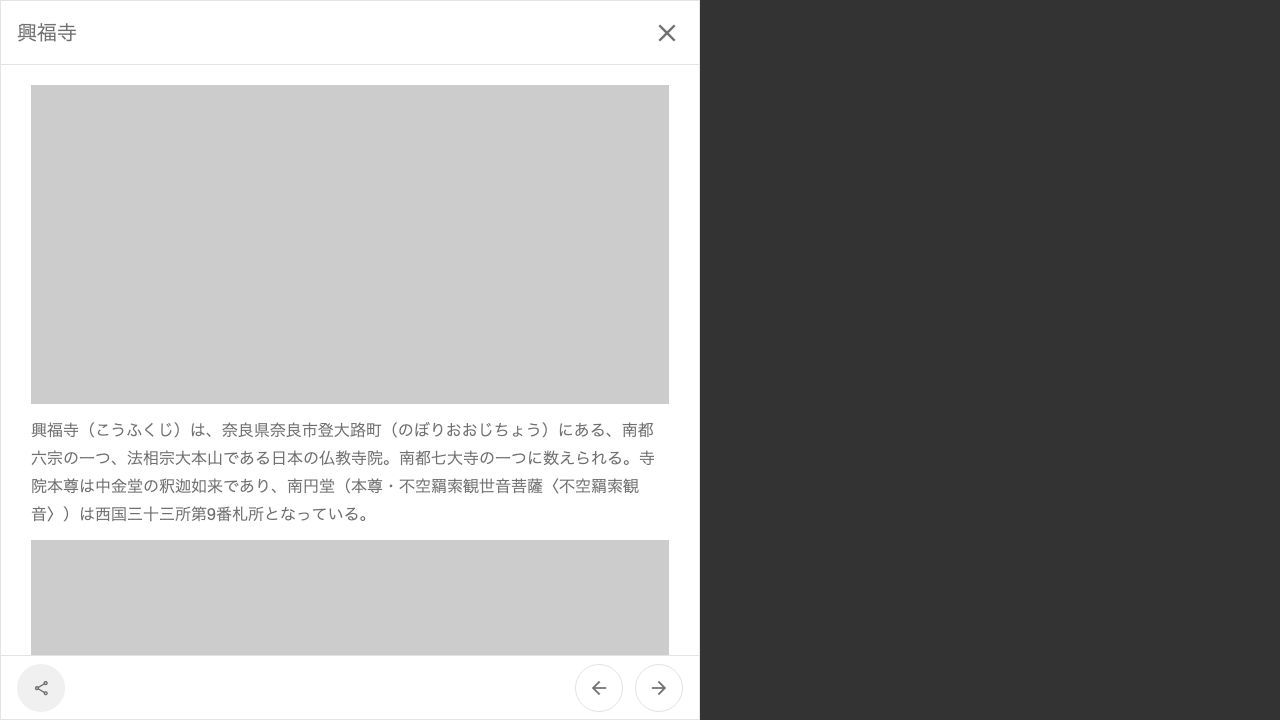 興福寺
興福寺（こうふくじ）は、奈良県奈良市登大路町（のぼりおおじちょう）にある、南都
六宗の一つ、法相宗大本山である日本の仏教寺院。南都七大寺の一つに数えられる。寺
院本尊は中金堂の釈迦如来であり、南円堂（本尊・不空羂索観世音菩薩〈不空羂索観
音〉）は西国三十三所第9番札所となっている。